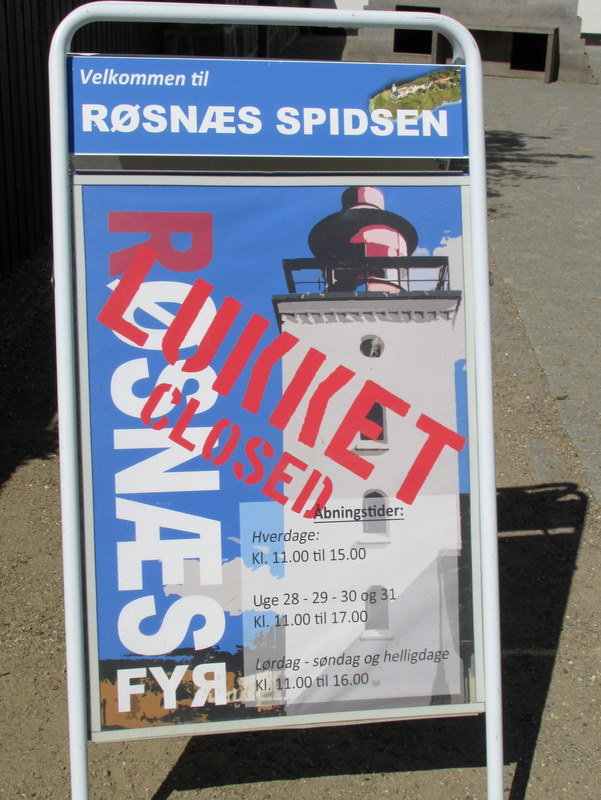 Velkommen til
RØSNÆS SPIDSEN
RØSNÆS
FYR
LUKKET
CLOSED
Åbningstider:
Hverdage:
Kl. 11.00 til 15.00
Uge 28 - 29 - 30 og 31
Kl. 11.00 til 17.00
Lørdag - søndag og helligdage
Kl. 11.00 til 16.00